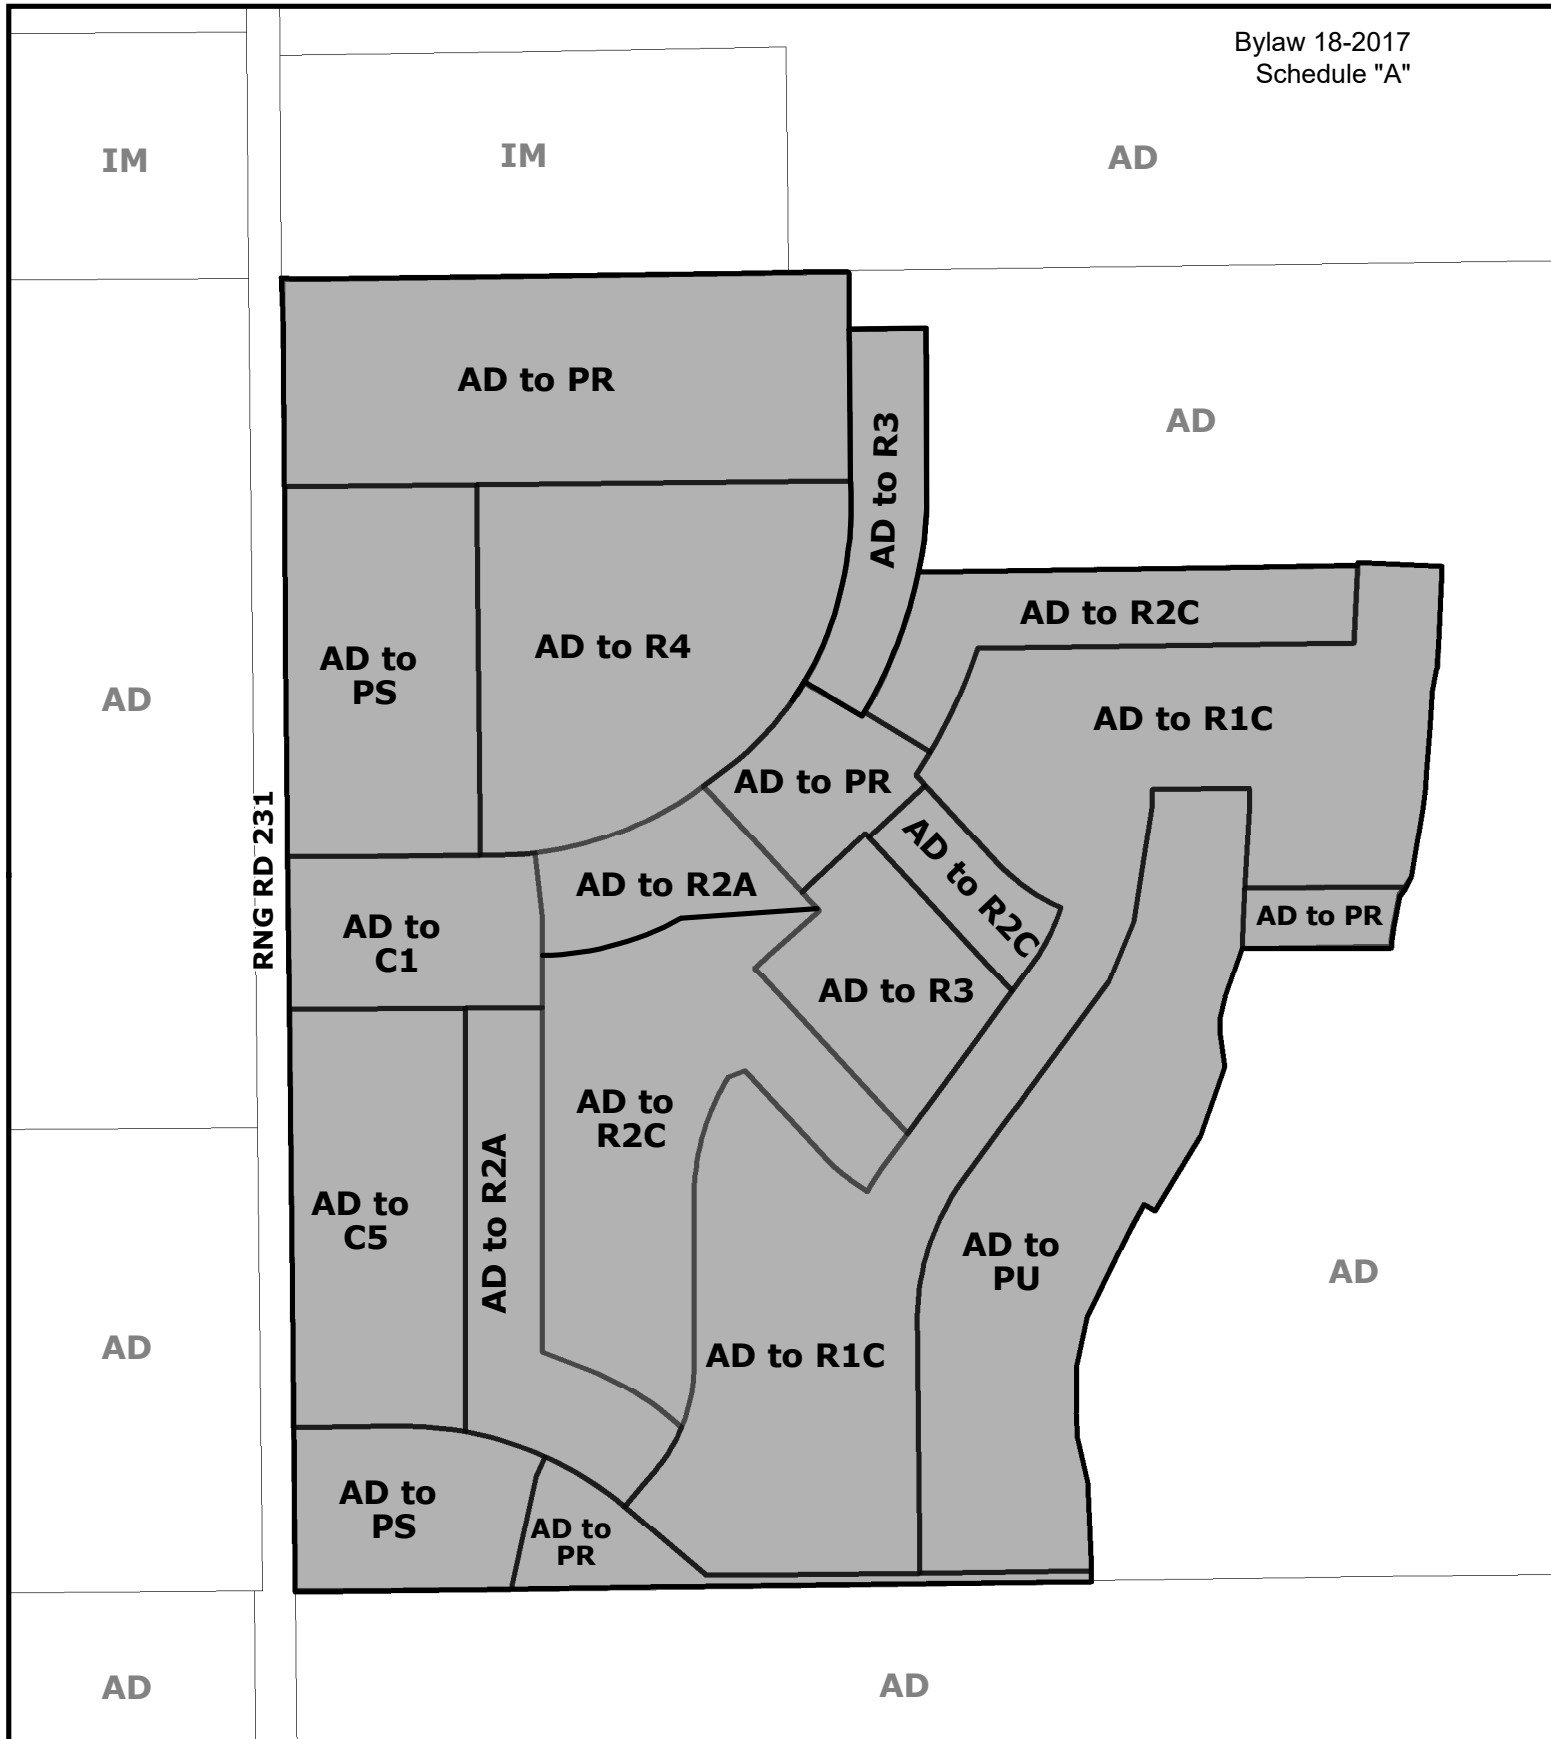 Bylaw 18-2017
Schedule "A"
IM
IM
AD
AD to PR
AD to R3
AD
AD to R2C
AD to
PS
AD to R4
AD
AD to R1C
AD to PR
RNG RD 231
AD to R2C
AD to R2A
AD to PR
AD to
C1
AD to R3
AD to
R2C
AD to
C5
AD to R2A
AD to
PU
AD
AD
AD to R1C
AD to
PS
AD to
PR
AD
AD